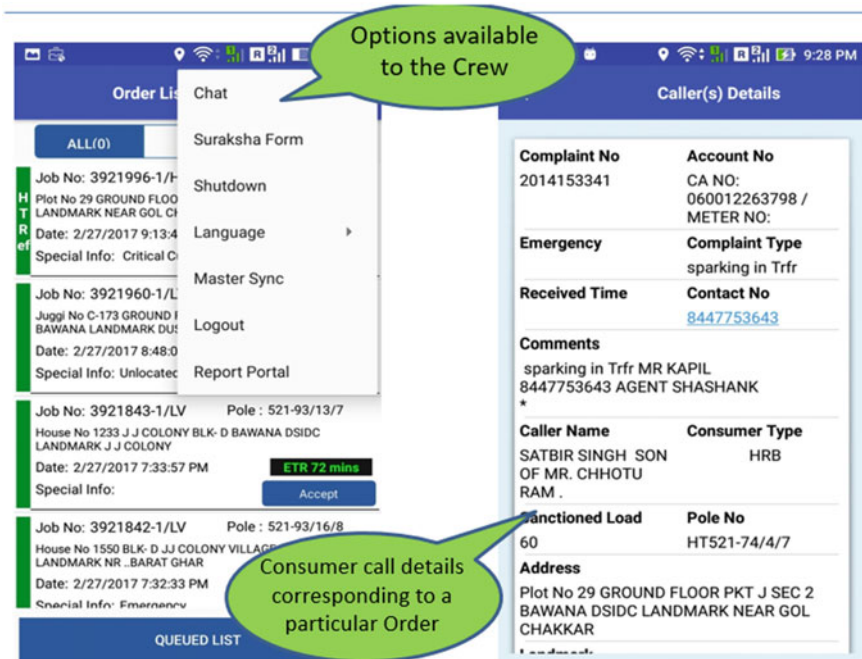 Options available
to the Crew
Order Lis
Chat
Suraksha Form
Shutdown
Language
Master Sync
Logout
Report Portal
ALL(0)
Job No: 3921996-1/H
Plot No 29 GROUND FLOO
LANDMARK NEAR GOL CH
Date: 2/27/2017 9:13:4
Special Info: Critical C
H
T
R
ef
Job No: 3921960-1/L
Juggi No C-173 GROUND F
BAWANA LANDMARK DUS
Date: 2/27/2017 8:48:0
Special Info: Unlocated
Job No: 3921843-1/LV Pole : 521-93/13/7
House No 1233 J J COLONY BLK- D BAWANA DSIDC
LANDMARK J J COLONY
Date: 2/27/2017 7:33:57 PM ETR 72 mins
Special Info: Accept
Job No: 3921842-1/LV Pole : 521-93/16/8
House No 1550 BLK- D JJ COLONY VILLAGE
LANDMARK NR ..BARAT GHAR
Date: 2/27/2017 7:32:33
Special Info: Emergency
QUEUED LIST
Consumer call details
corresponding to a
particular Order
9:28 PM
Caller(s) Details
Complaint No Account No
2014153341 CA NO:
060012263798 /
METER NO:
Emergency Complaint Type
sparking in Trfr
Received Time Contact No
8447753643
Comments
sparking in Trfr MR KAPIL
8447753643 AGENT SHASHANK
*
Caller Name Consumer Type
SATBIR SINGH SON HRB
OF MR. CHHOTU
RAM .
Sanctioned Load Pole No
60 HT521-74/4/7
Address
Plot No 29 GROUND FLOOR PKT J SEC 2
BAWANA DSIDC LANDMARK NEAR GOL
CHAKKAR
Landmark